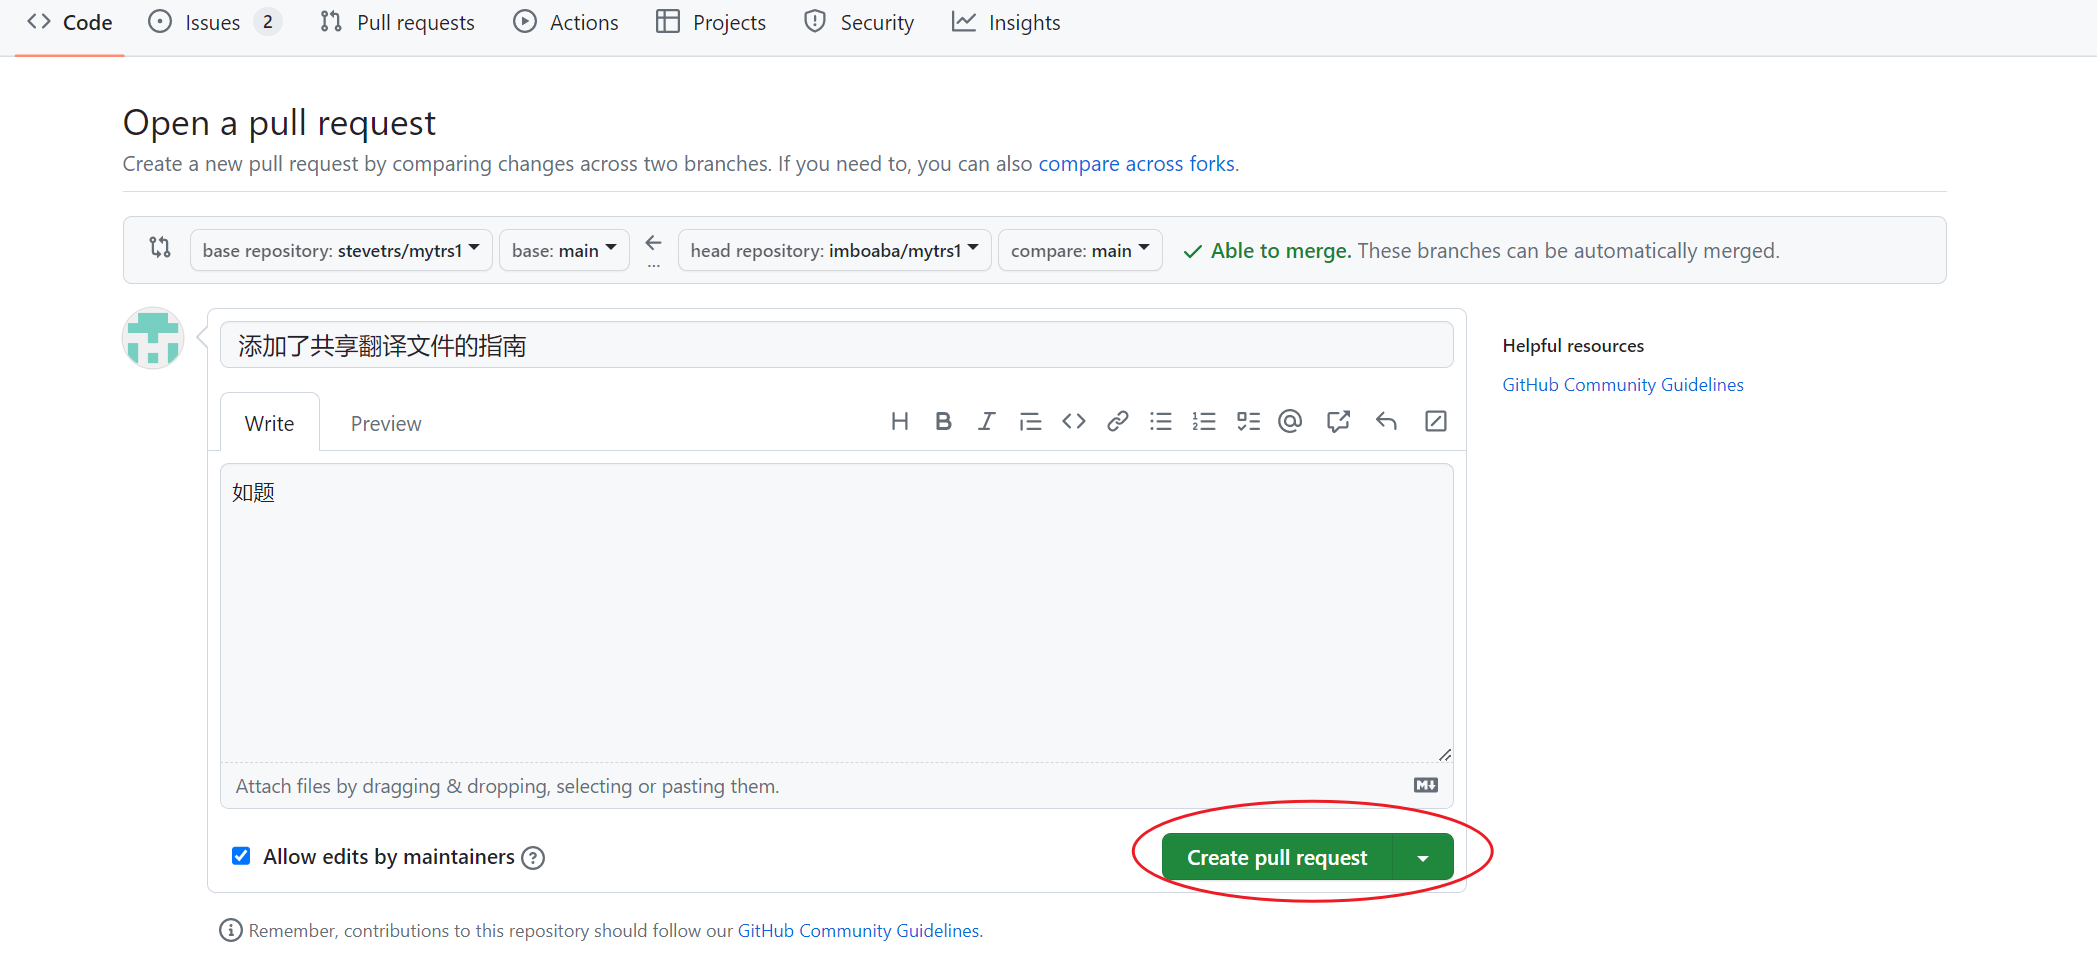 Code Issues 2 Pull requests Actions Projects Security Insights
Open a pull request
Create a new pull request by comparing changes across two branches. If you need to, you can also compare across forks.
base repository: stevetrs/mytrs1 base: main ... head repository: imboaba/mytrs1 compare: main Able to merge. These branches can be automatically merged.
添加了共享翻译文件的指南
Helpful resources
GitHub Community Guidelines
Write Preview
如题
Attach files by dragging & dropping, selecting or pasting them.
Allow edits by maintainers
Create pull request
Remember, contributions to this repository should follow our GitHub Community Guidelines.